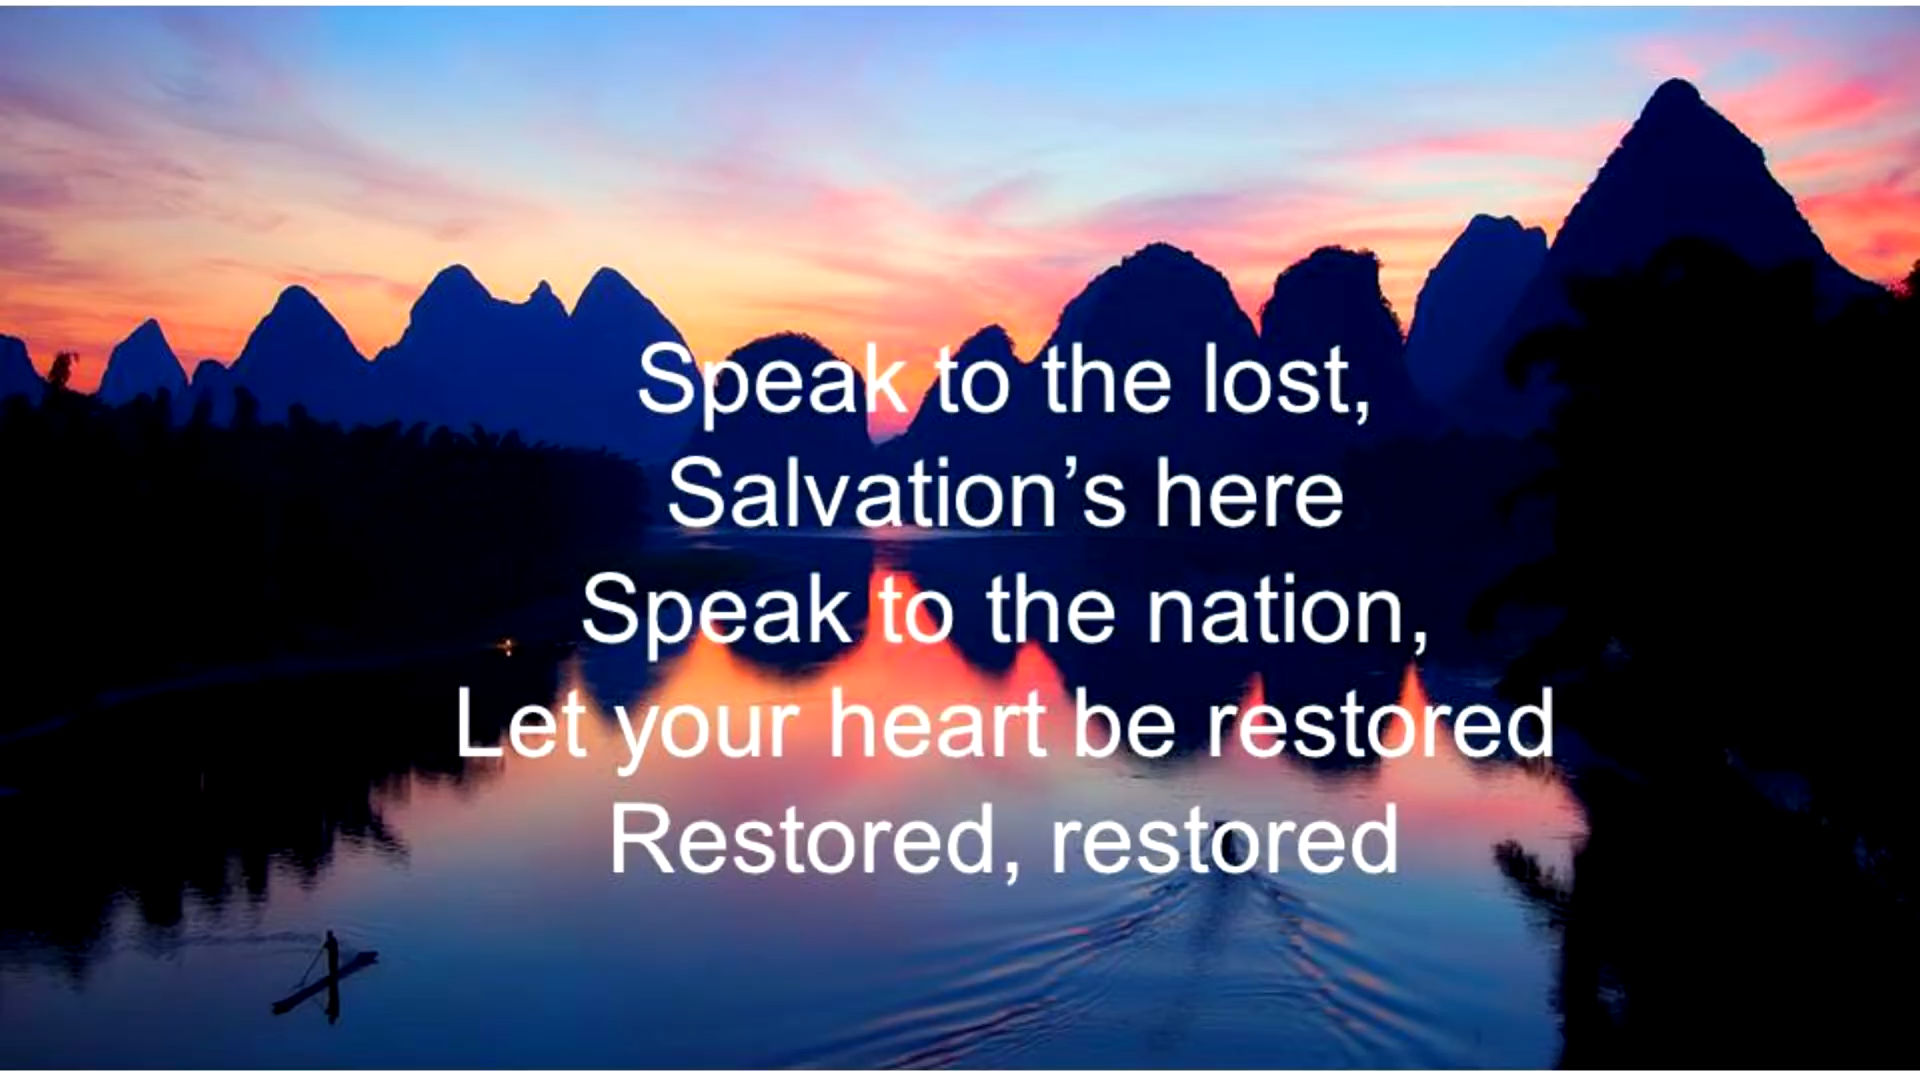 Speak to the lost,
Salvation’s here
Speak to the nation,
Let your heart be restored
Restored, restored